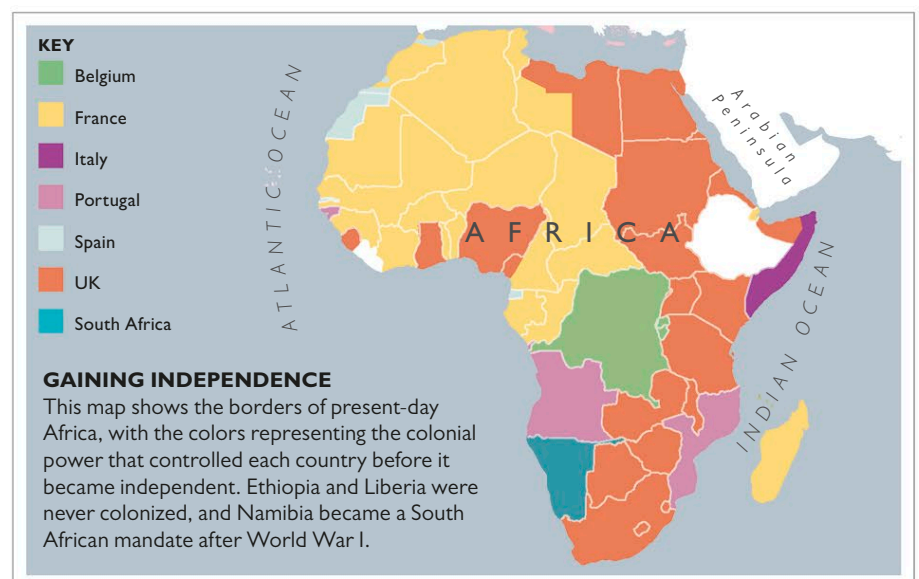 KEY
Belgium
France
Italy
Portugal
Spain
UK
South Africa
ATLANTIC OCEAN
Arabian
Peninsula
AFRICA
INDIAN OCEAN
GAINING INDEPENDENCE
This map shows the borders of present-day
Africa, with the colors representing the colonial
power that controlled each country before it
became independent. Ethiopia and Liberia were
never colonized, and Namibia became a South
African mandate after World War I.